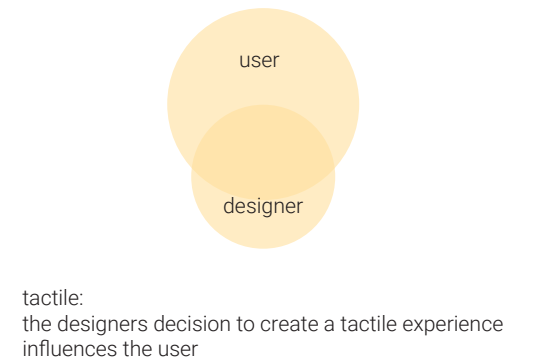 user
designer
tactile:
the designers decision to create a tactile experience
influences the user